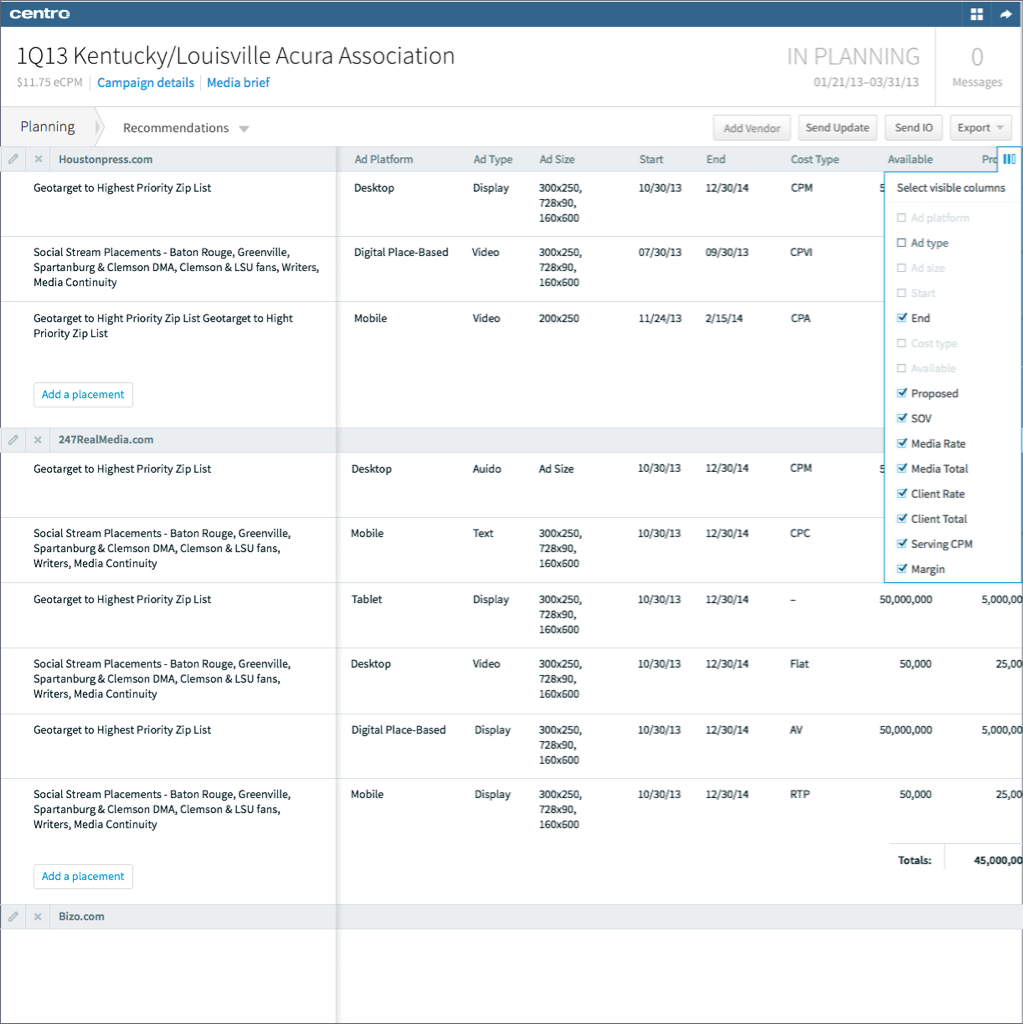 centro
1Q13 Kentucky/Louisville Acura Association
IN PLANNING
0
$11.75 eCPM
Campaign details
Media brief
01/21/13–03/31/13
Messages
Planning
Recommendations
Add Vendor
Send Update
Send IO
Export
Houstonpress.com Ad Platform Ad Type Ad Size Start End Cost Type Available
Geotarget to Highest Priority Zip List Desktop Display 300x250, 10/30/13 12/30/14 CPM
728x90,
160x600
Social Stream Placements - Baton Rouge, Greenville, Digital Place-Based Video 300x250, 07/30/13 09/30/13 CPVI
Spartanburg & Clemson DMA, Clemson & LSU fans, Writers, 728x90,
Media Continuity 160x600
Geotarget to Hight Priority Zip List Geotarget to Hight Mobile Video 200x250 11/24/13 2/15/14 CPA
Priority Zip List
Add a placement
Select visible columns
Ad platform
Ad type
Ad size
Start
End
Cost type
Available
Proposed
SOV
Media Rate
Media Total
Client Rate
Client Total
Serving CPM
Margin
247RealMedia.com
Geotarget to Highest Priority Zip List Desktop Auido Ad Size 10/30/13 12/30/14 CPM
Social Stream Placements - Baton Rouge, Greenville, Mobile Text 300x250, 10/30/13 12/30/14 CPC
Spartanburg & Clemson DMA, Clemson & LSU fans, 728x90,
Writers, Media Continuity 160x600
Geotarget to Highest Priority Zip List Tablet Display 300x250, 10/30/13 12/30/14 – 50,000,000 5,000,00
728x90,
160x600
Social Stream Placements - Baton Rouge, Greenville, Desktop Video 300x250, 10/30/13 12/30/14 Flat 50,000 25,00
Spartanburg & Clemson DMA, Clemson & LSU fans, 728x90,
Writers, Media Continuity 160x600
Geotarget to Highest Priority Zip List Digital Place-Based Display 300x250, 10/30/13 12/30/14 AV 50,000,000 5,000,00
728x90,
160x600
Social Stream Placements - Baton Rouge, Greenville, Mobile Display 300x250, 10/30/13 12/30/14 RTP 50,000 25,00
Spartanburg & Clemson DMA, Clemson & LSU fans, 728x90,
Writers, Media Continuity 160x600
Totals: 45,000,00
Add a placement
Bizo.com